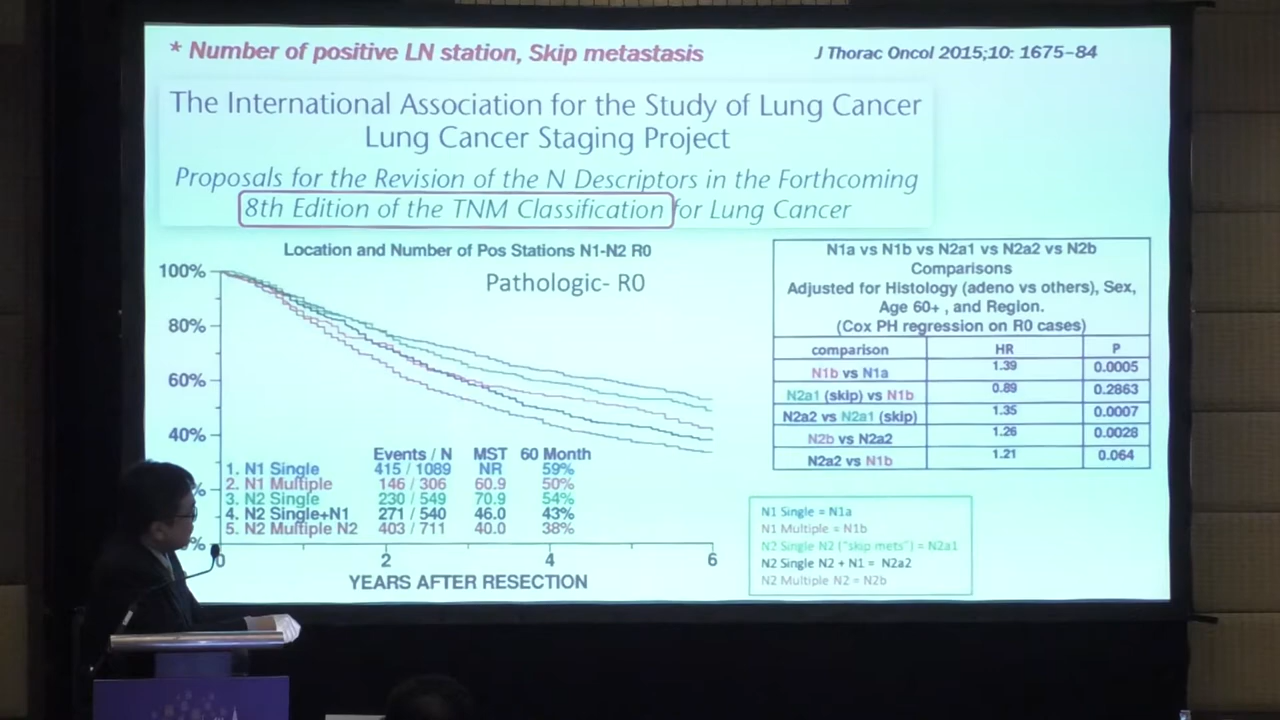 * Number of positive LN station, Skip metastasis
J Thorac Oncol 2015;10: 1675–84
The International Association for the Study of Lung Cancer
Lung Cancer Staging Project
Proposals for the Revision of the N Descriptors in the Forthcoming
8th Edition of the TNM Classification for Lung Cancer
Location and Number of Pos Stations N1-N2 R0
Pathologic- R0
100%
80%
60%
40%
%
%
Events / N MST 60 Month
1. N1 Single 415 / 1089 NR 59%
2. N1 Multiple 146 / 306 60.9 50%
3. N2 Single 230 / 549 70.9 54%
4. N2 Single+N1 271 / 540 46.0 43%
5. N2 Multiple N2 403 / 711 40.0 38%
0 2 4 6
YEARS AFTER RESECTION
N1a vs N1b vs N2a1 vs N2a2 vs N2b
Comparisons
Adjusted for Histology (adeno vs others), Sex,
Age 60+ , and Region.
(Cox PH regression on R0 cases)
comparison HR P
N1b vs N1a 1.39 0.0005
N2a1 (skip) vs N1b 0.89 0.2863
N2a2 vs N2a1 (skip) 1.35 0.0007
N2b vs N2a2 1.26 0.0028
N2a2 vs N1b 1.21 0.064
N1 Single = N1a
N1 Multiple = N1b
N2 Single N2 ("skip mets") = N2a1
N2 Single N2 + N1 = N2a2
N2 Multiple N2 = N2b